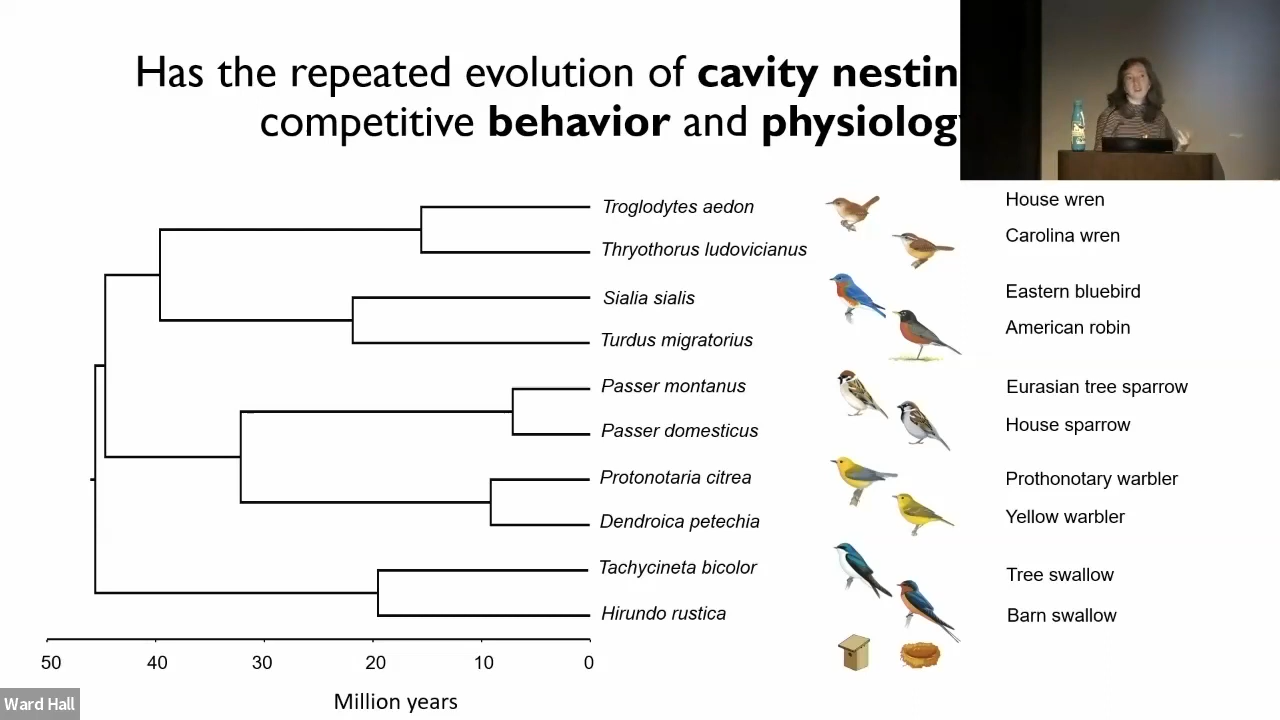 Has the repeated evolution of cavity nestin
competitive behavior and physiology
Troglodytes aedon
House wren
Thryothorus ludovicianus
Carolina wren
Sialia sialis
Eastern bluebird
Turdus migratorius
American robin
Passer montanus
Eurasian tree sparrow
Passer domesticus
House sparrow
Protonotaria citrea
Prothonotary warbler
Dendroica petechia
Yellow warbler
Tachycineta bicolor
Tree swallow
Hirundo rustica
Barn swallow
50 40 30 20 10 0
Million years
Ward Hall